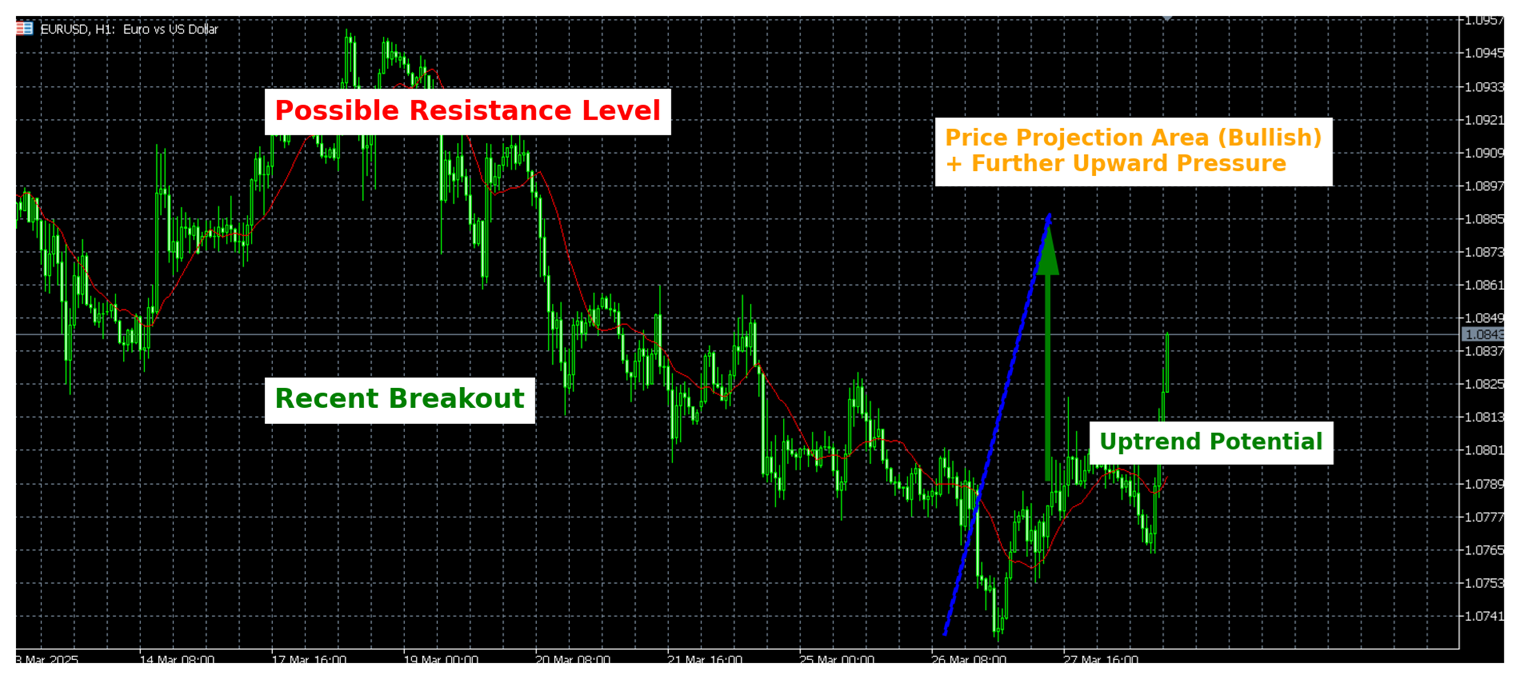 EURUSD, H1: Euro vs US Dollar
1.0957
1.0945
1.0933
Possible Resistance Level
1.0921
Price Projection Area (Bullish)
+ Further Upward Pressure
1.0909
1.0897
1.0885
1.0873
1.0861
1.0849
1.0843
1.0837
1.0825
Recent Breakout
1.0813
Uptrend Potential
1.0801
1.0789
1.0777
1.0765
1.0753
1.0741
3 Mar 2025 14 Mar 08:00 17 Mar 16:00 19 Mar 00:00 20 Mar 08:00 21 Mar 16:00 25 Mar 00:00 26 Mar 08:00 27 Mar 16:00